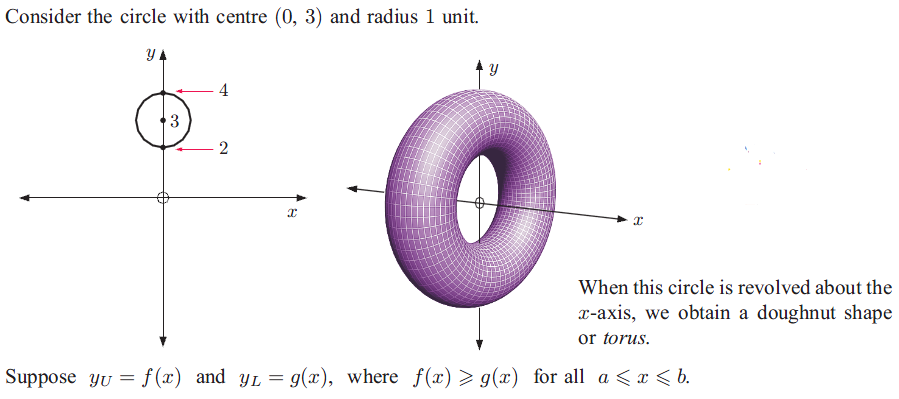 Consider the circle with centre (0, 3) and radius 1 unit.
y
4
3
2
x
y
x
When this circle is revolved about the
x-axis, we obtain a doughnut shape
or torus.
Suppose y_U = f(x) and y_L = g(x), where f(x) ⩾ g(x) for all a ⩽ x ⩽ b.